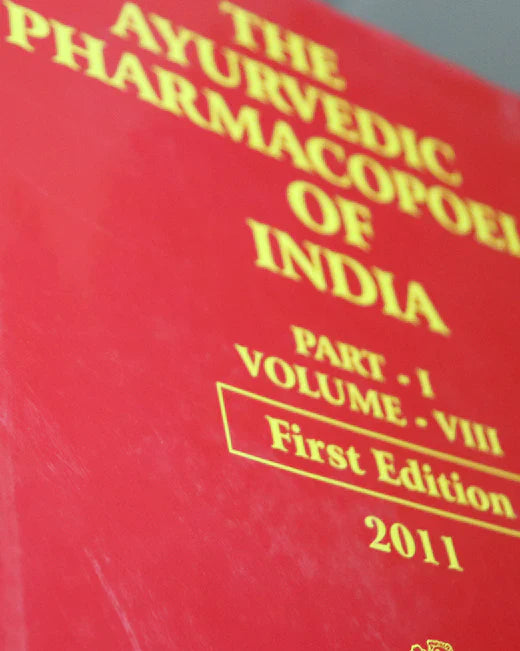 THE
AYURVEDIC
PHARMACOPOEI
OF
INDIA
PART - I
VOLUME - VIII
First Edition
2011